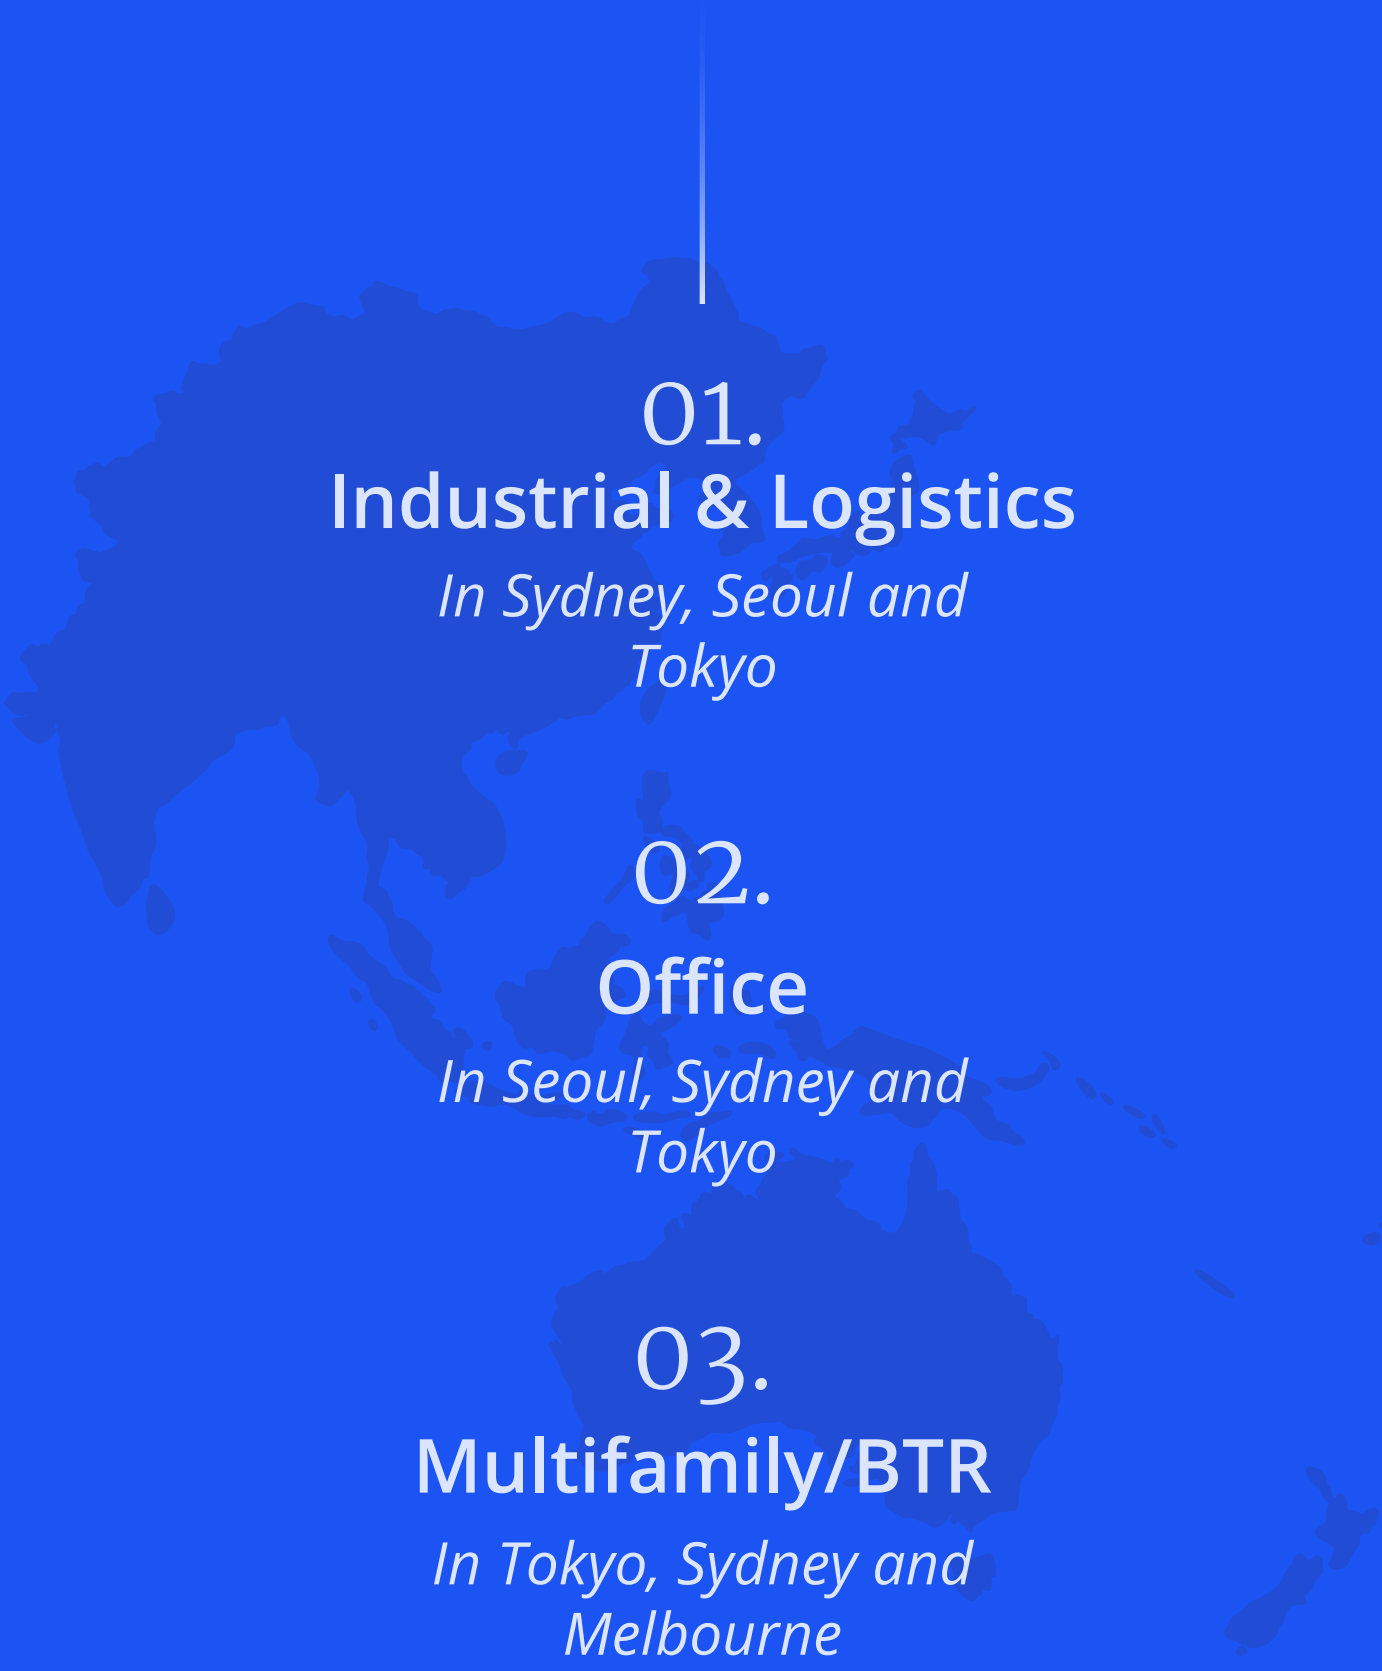 01.
Industrial & Logistics
In Sydney, Seoul and
Tokyo
02.
Office
In Seoul, Sydney and
Tokyo
03.
Multifamily/BTR
In Tokyo, Sydney and
Melbourne